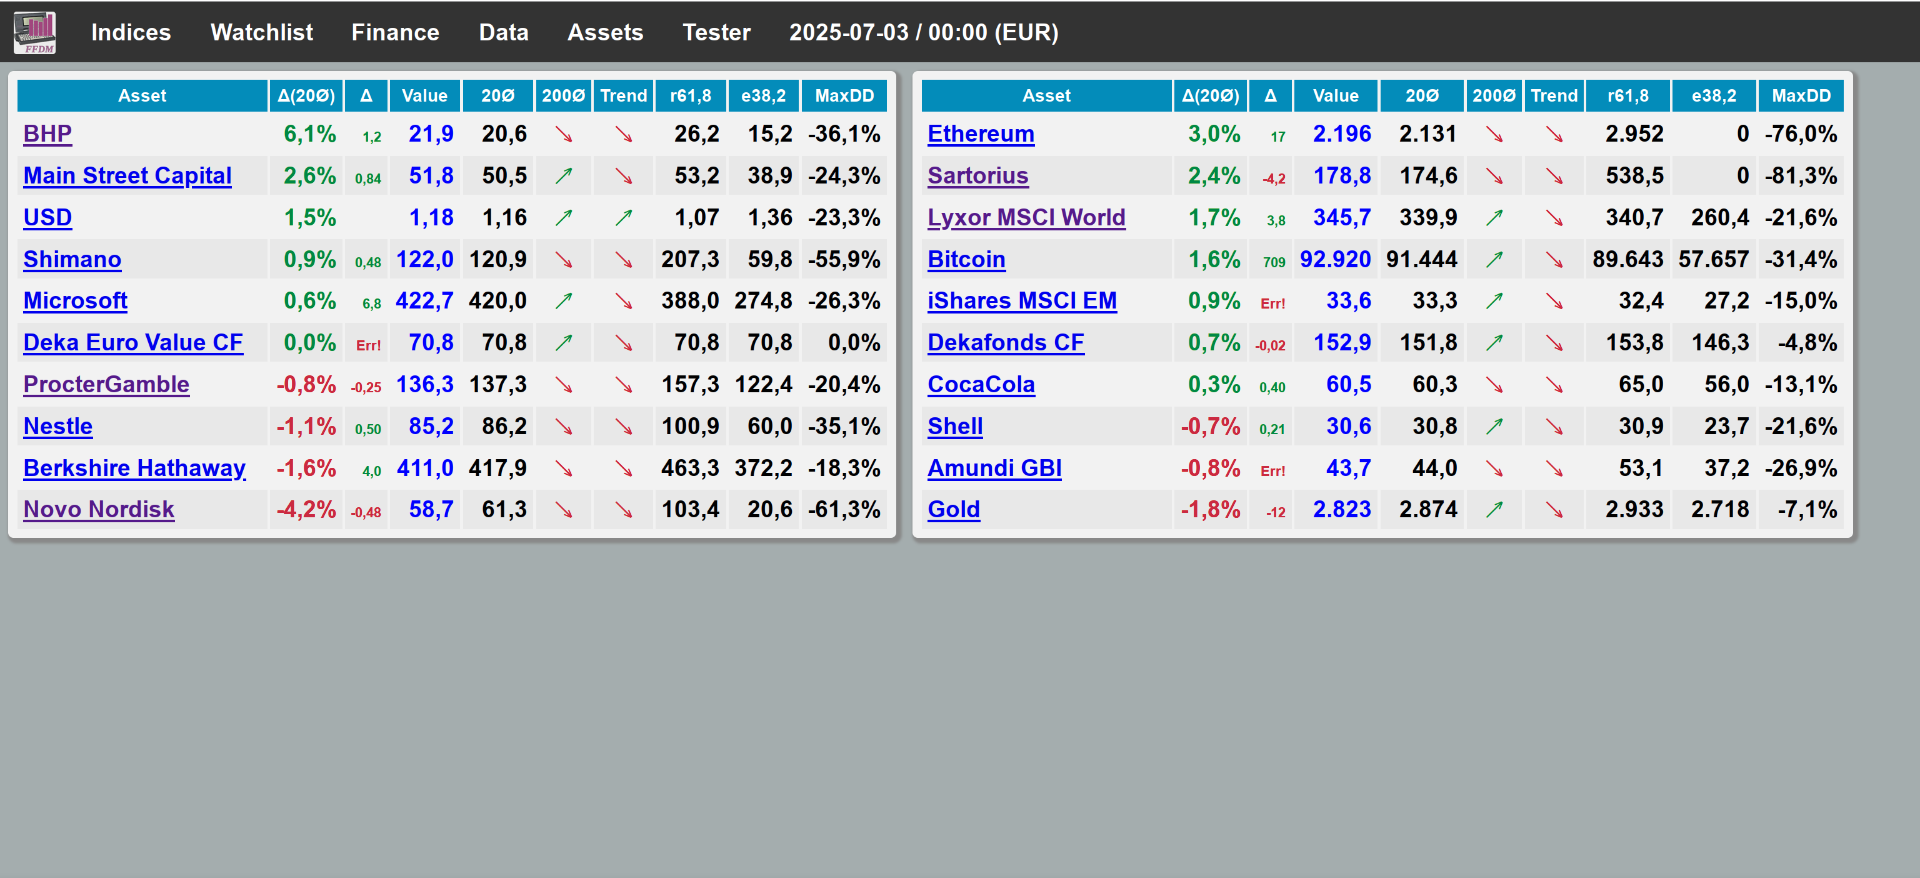 FFDM Indices Watchlist Finance Data Assets Tester 2025-07-03 / 00:00 (EUR)
Asset Δ(20Ø) Δ Value 20Ø 200Ø Trend r61,8 e38,2 MaxDD
BHP 6,1% 1,2 21,9 20,6 ↘ ↘ 26,2 15,2 -36,1%
Main Street Capital 2,6% 0,84 51,8 50,5 ↗ ↘ 53,2 38,9 -24,3%
USD 1.5% 1,18 1,16 ↗ ↗ 1,07 1,36 -23,3%
Shimano 0,9% 0,48 122,0 120,9 ↘ ↘ 207,3 59,8 -55,9%
Microsoft 0,6% 6,8 422,7 420,0 ↗ ↘ 388,0 274,8 -26,3%
Deka Euro Value CF 0,0% Err! 70,8 70,8 ↗ ↘ 70,8 70,8 0,0%
ProcterGamble -0,8% -0,25 136,3 137,3 ↘ ↘ 157,3 122,4 -20,4%
Nestle -1,1% 0,50 85,2 86,2 ↘ ↘ 100,9 60,0 -35,1%
Berkshire Hathaway -1,6% 4,0 411,0 417,9 ↘ ↘ 463,3 372,2 -18,3%
Novo Nordisk -4,2% -0,48 58,7 61,3 ↘ ↘ 103,4 20,6 -61,3%
Asset Δ(20Ø) Δ Value 20Ø 200Ø Trend r61,8 e38,2 MaxDD
Ethereum 3,0% 17 2.196 2.131 ↘ ↘ 2.952 0 -76,0%
Sartorius 2,4% -4,2 178,8 174,6 ↘ ↘ 538,5 0 -81,3%
Lyxor MSCI World 1,7% 3,8 345,7 339,9 ↗ ↘ 340,7 260,4 -21,6%
Bitcoin 1,6% 709 92.920 91.444 ↗ ↘ 89.643 57.657 -31,4%
iShares MSCI EM 0,9% Err! 33,6 33,3 ↗ ↘ 32,4 27,2 -15,0%
Dekafonds CF 0,7% -0,02 152,9 151,8 ↗ ↘ 153,8 146,3 -4,8%
CocaCola 0,3% 0,40 60,5 60,3 ↘ ↘ 65,0 56,0 -13,1%
Shell -0,7% 0,21 30,6 30,8 ↗ ↘ 30,9 23,7 -21,6%
Amundi GBI -0,8% Err! 43,7 44,0 ↘ ↘ 53,1 37,2 -26,9%
Gold -1,8% -12 2.823 2.874 ↗ ↘ 2.933 2.718 -7,1%